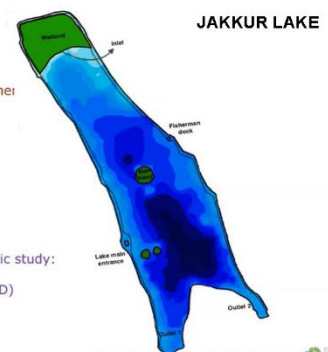 JAKKUR LAKE
Wetland
Inlet
Fisherman
dock
Lake main
entrance
ic study:
D)
Outlet 2
Outlet 1